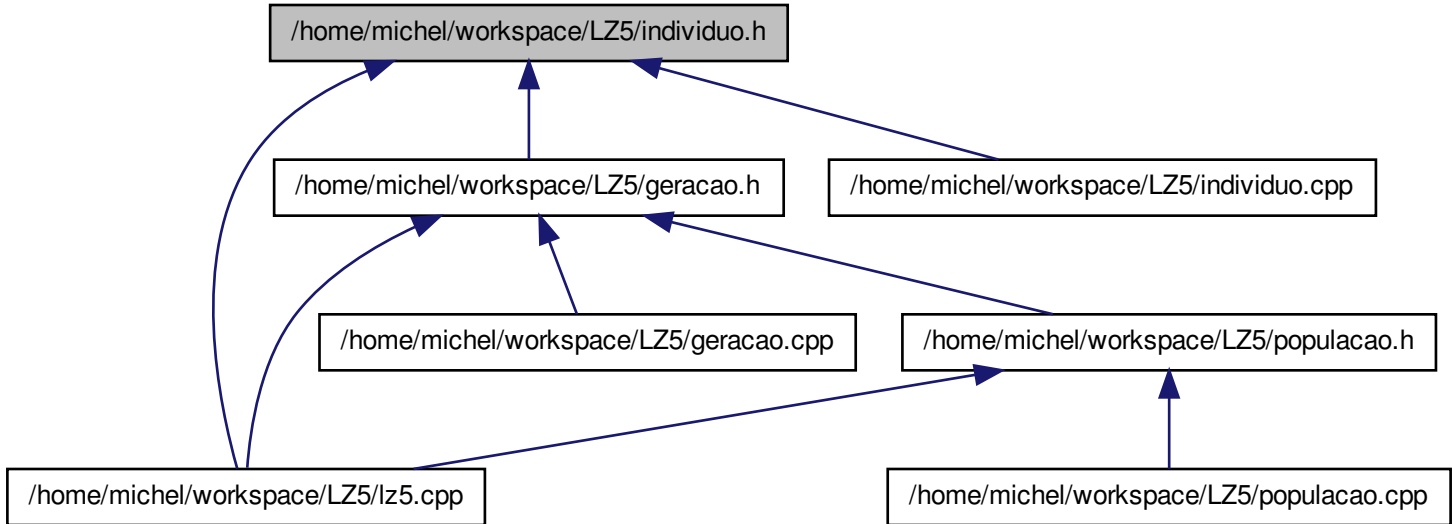 /home/michel/workspace/LZ5/individuo.h
/home/michel/workspace/LZ5/geracao.h
/home/michel/workspace/LZ5/individuo.cpp
/home/michel/workspace/LZ5/geracao.cpp
/home/michel/workspace/LZ5/populacao.h
/home/michel/workspace/LZ5/lz5.cpp
/home/michel/workspace/LZ5/populacao.cpp